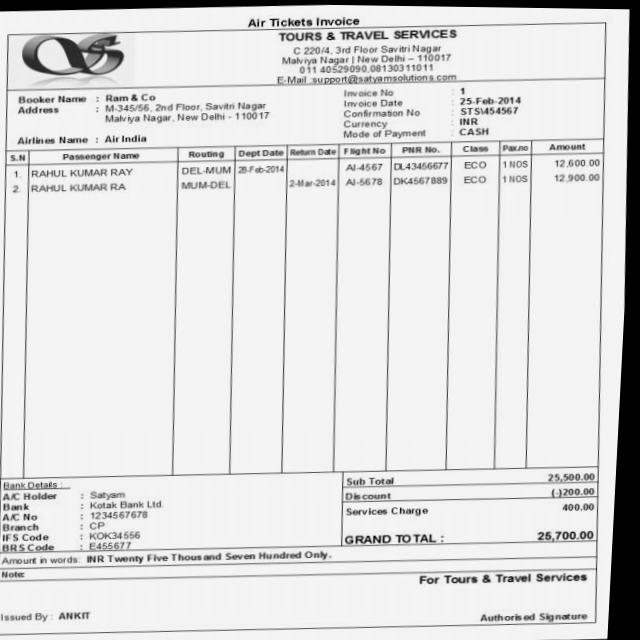 Air Tickets Invoice
TOURS & TRAVEL SERVICES
C 220/4, 3rd Floor Savitri Nagar
Malviya Nagar | New Delhi – 110017
011 40529090,08130311011
E-Mail :support@satyamsolutions.com
Booker Name : Ram & Co
Address : M-345/56, 2nd Floor, Savitri Nagar
Malviya Nagar, New Delhi - 110017
Airlines Name : Air India
Invoice No : 1
Invoice Date : 25-Feb-2014
Confirmation No : STS\454567
Currency : INR
Mode of Payment : CASH
S.N Passenger Name Routing Dept Date Return Date Flight No PNR No. Class Pax.no Amount
1. RAHUL KUMAR RAY DEL-MUM 28-Feb-2014 AI-4567 DL43456677 ECO 1 NOS 12,600.00
2. RAHUL KUMAR RA MUM-DEL 2-Mar-2014 AI-5678 DK4567889 ECO 1 NOS 12,900.00
Bank Details :
A/C Holder : Satyam
Bank : Kotak Bank Ltd.
A/C No : 1234567678
Branch : CP
IFS Code : KOK34556
BRS Code : E455677
Sub Total 25,500.00
Discount (-)200.00
Services Charge 400.00
GRAND TOTAL : 25,700.00
Amount in words: INR Twenty Five Thousand Seven Hundred Only.
Note:
For Tours & Travel Services
Issued By : ANKIT
Authorised Signature